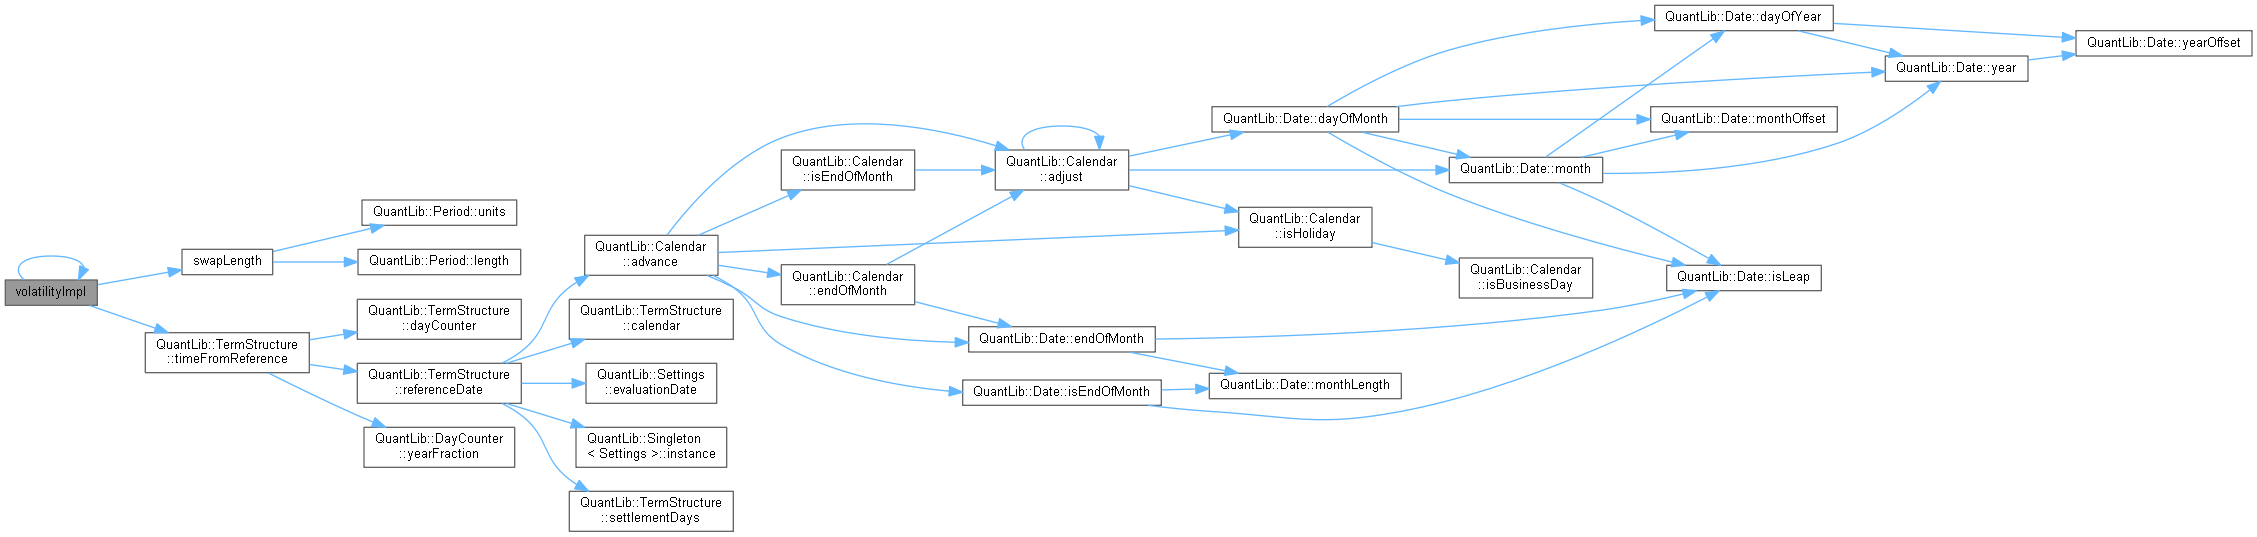 volatilityImpl
swapLength
QuantLib::Period::units
QuantLib::Period::length
QuantLib::TermStructure
::timeFromReference
QuantLib::TermStructure
::dayCounter
QuantLib::TermStructure
::referenceDate
QuantLib::DayCounter
::yearFraction
QuantLib::Calendar
::advance
QuantLib::TermStructure
::calendar
QuantLib::Settings
::evaluationDate
QuantLib::Singleton
< Settings >::instance
QuantLib::TermStructure
::settlementDays
QuantLib::Calendar
::isEndOfMonth
QuantLib::Calendar
::endOfMonth
QuantLib::Calendar
::adjust
QuantLib::Date::endOfMonth
QuantLib::Date::isEndOfMonth
QuantLib::Date::dayOfMonth
QuantLib::Calendar
::isHoliday
QuantLib::Date::monthLength
QuantLib::Date::month
QuantLib::Calendar
::isBusinessDay
QuantLib::Date::dayOfYear
QuantLib::Date::monthOffset
QuantLib::Date::isLeap
QuantLib::Date::year
QuantLib::Date::yearOffset